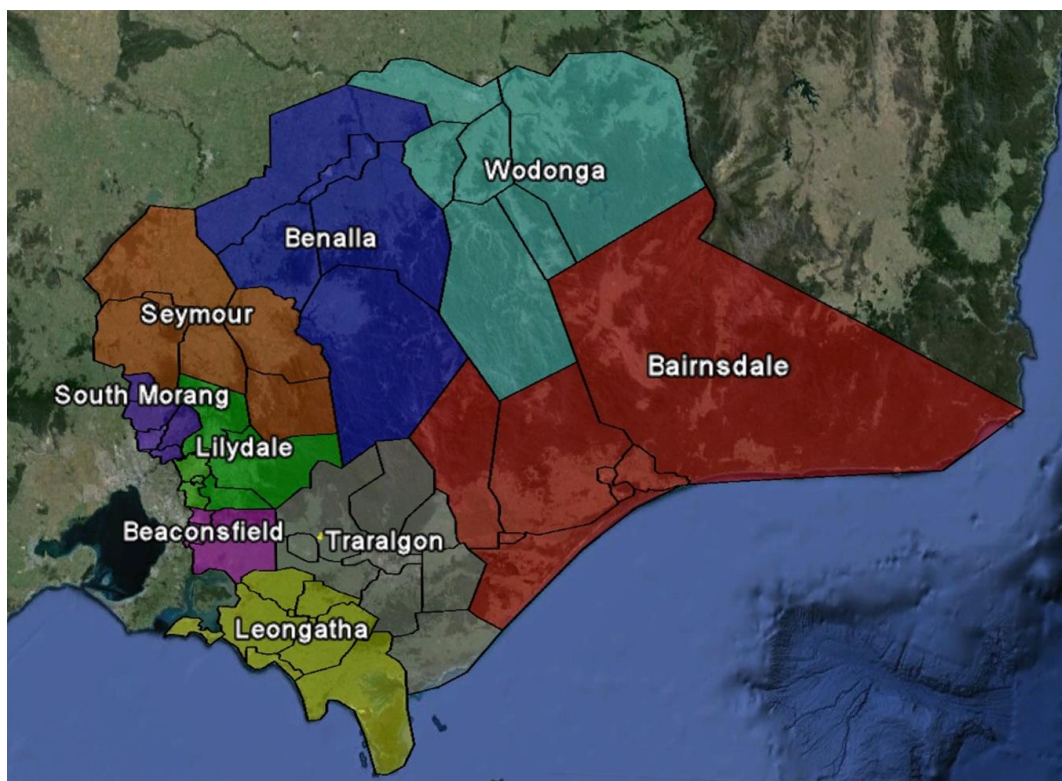 Wodonga
Benalla
Seymour
Bairnsdale
South Morang
Lilydale
Beaconsfield
Traralgon
Leongatha